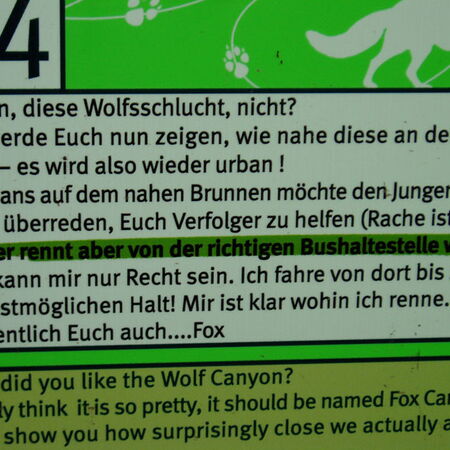 4
n, diese Wolfsschlucht, nicht?
erde Euch nun zeigen, wie nahe diese an de
– es wird also wieder urban !
ans auf dem nahen Brunnen möchte den Junger
überreden, Euch Verfolger zu helfen (Rache ist
er rennt aber von der richtigen Bushaltestelle w
kann mir nur Recht sein. Ich fahre von dort bis
stmöglichen Halt! Mir ist klar wohin ich renne.
entlich Euch auch....Fox
did you like the Wolf Canyon?
ly think it is so pretty, it should be named Fox Can
show you how surprisingly close we actually a